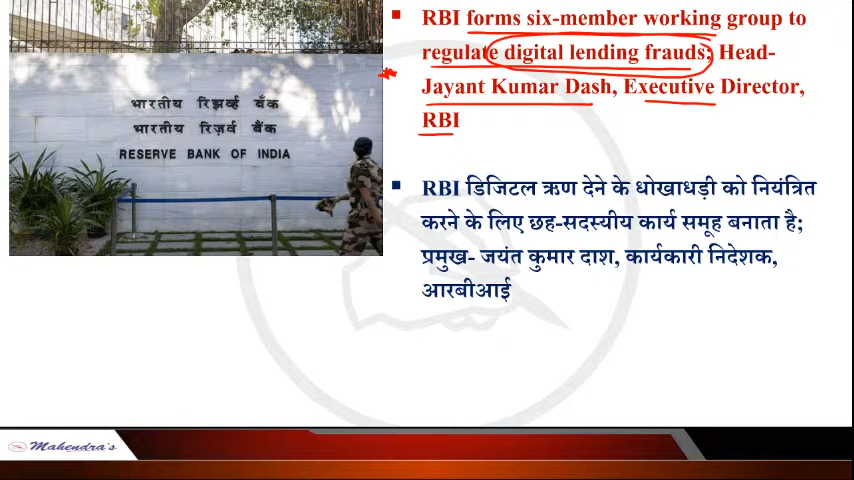 भारतीय रिझर्व्ह बँक
भारतीय रिज़र्व बैंक
RESERVE BANK OF INDIA
RBI forms six-member working group to
regulate digital lending frauds; Head-
Jayant Kumar Dash, Executive Director,
RBI
RBI डिजिटल ऋण देने के धोखाधड़ी को नियंत्रित
करने के लिए छह-सदस्यीय कार्य समूह बनाता है;
प्रमुख- जयंत कुमार दाश, कार्यकारी निदेशक,
आरबीआई
Mahendra's